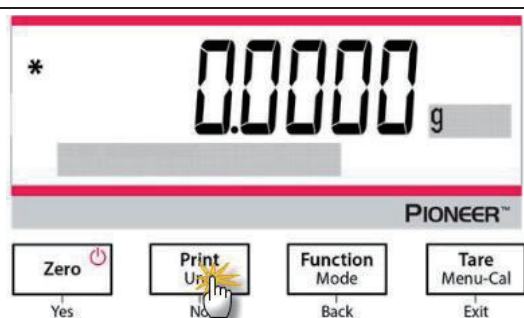 * 0.0000 g
PIONEER™
Zero Print Function Tare
Mode Menu-Cal
Yes Back Exit